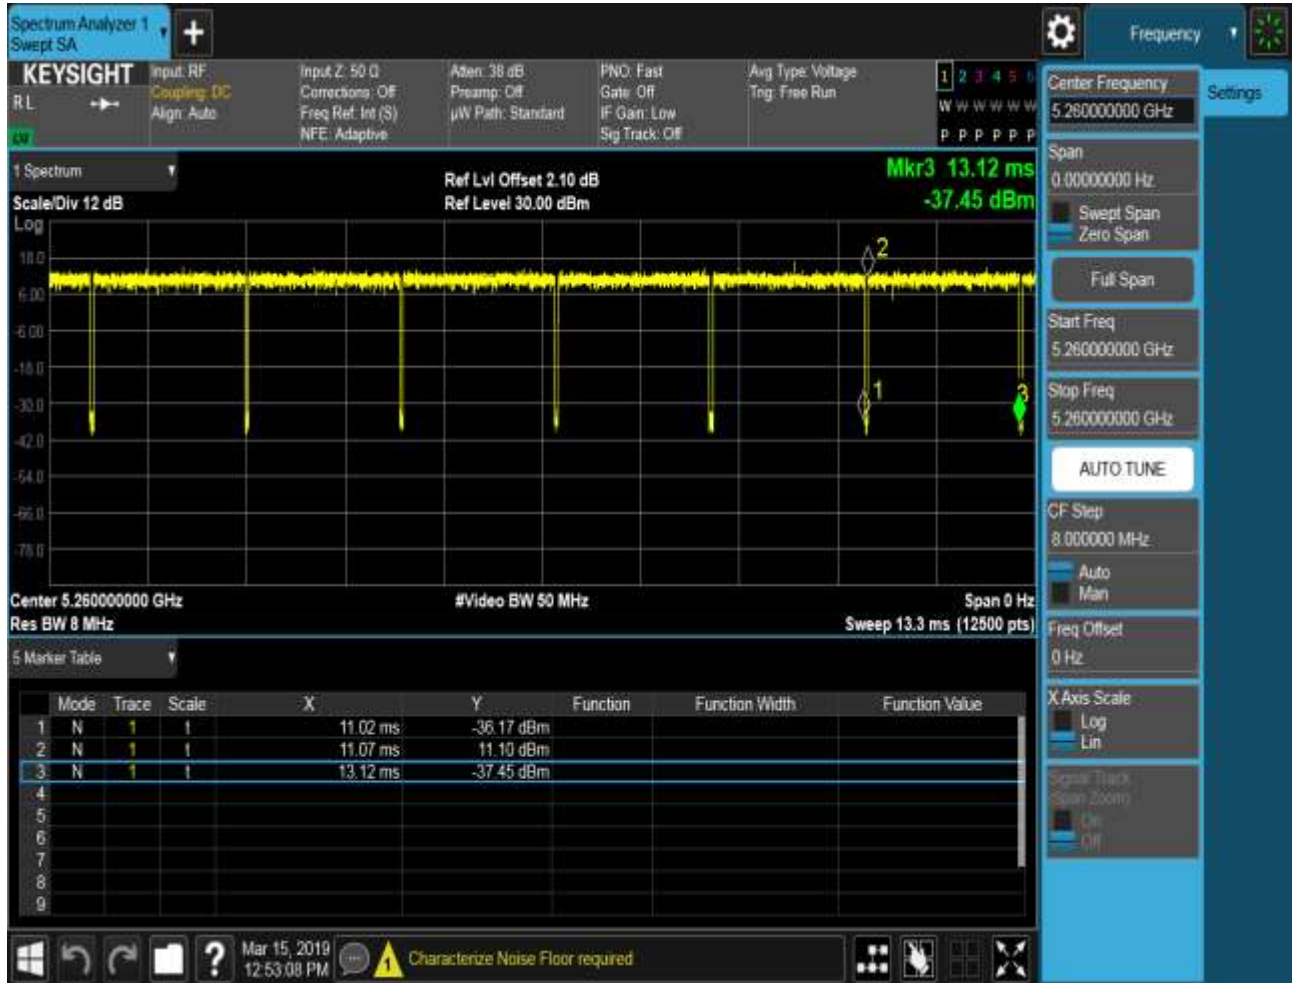 Spectrum Analyzer 1
Swept SA
+
Frequency
KEYSIGHT
R L
Input: RF
Coupling: DC
Align: Auto
Input Z: 50 Ω
Corrections: Off
Freq Ref: Int (S)
NFE: Adaptive
Atten: 38 dB
Preamp: Off
µW Path: Standard
PNO: Fast
Gate: Off
IF Gain: Low
Sig Track: Off
Avg Type: Voltage
Trig: Free Run
1 2 3 4 5 6
W W W W W W
P P P P P P
1 Spectrum
Scale/Div 12 dB
Ref Lvl Offset 2.10 dB
Ref Level 30.00 dBm
Mkr3 13.12 ms
-37.45 dBm
Log
18.0
6.00
-6.00
-18.0
-30.0
-42.0
-54.0
-66.0
-78.0
2
1
3
Center 5.260000000 GHz
Res BW 8 MHz
#Video BW 50 MHz
Span 0 Hz
Sweep 13.3 ms (12500 pts)
5 Marker Table
Mode Trace Scale X Y Function Function Width Function Value
1 N 1 t 11.02 ms -36.17 dBm
2 N 1 t 11.07 ms 11.10 dBm
3 N 1 t 13.12 ms -37.45 dBm
4
5
6
7
8
9
?
Mar 15, 2019
12:53:08 PM
1
Characterize Noise Floor required
Center Frequency
5.260000000 GHz
Settings
Span
0.00000000 Hz
Swept Span
Zero Span
Full Span
Start Freq
5.260000000 GHz
Stop Freq
5.260000000 GHz
AUTO TUNE
CF Step
8.000000 MHz
Auto
Man
Freq Offset
0 Hz
X Axis Scale
Log
Lin
Signal Track
(Span Zoom)
On
Off